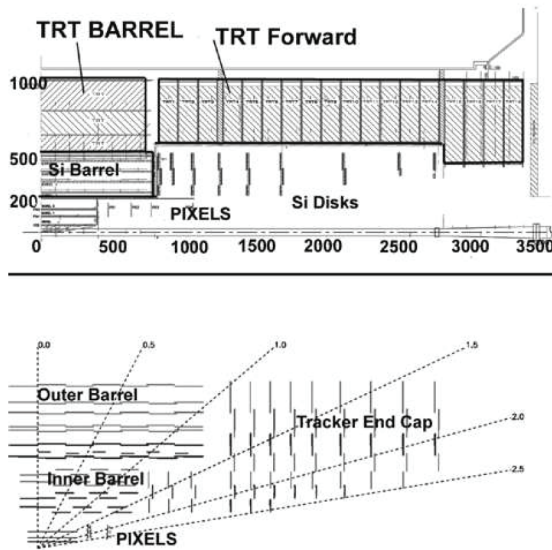 TRT BARREL
TRT Forward
1000
500
Si Barrel
200
PIXELS
Si Disks
0 500 1000 1500 2000 2500 3000 3500
0.0
0.5
1.0
1.5
Outer Barrel
Tracker End Cap
2.0
Inner Barrel
2.5
PIXELS